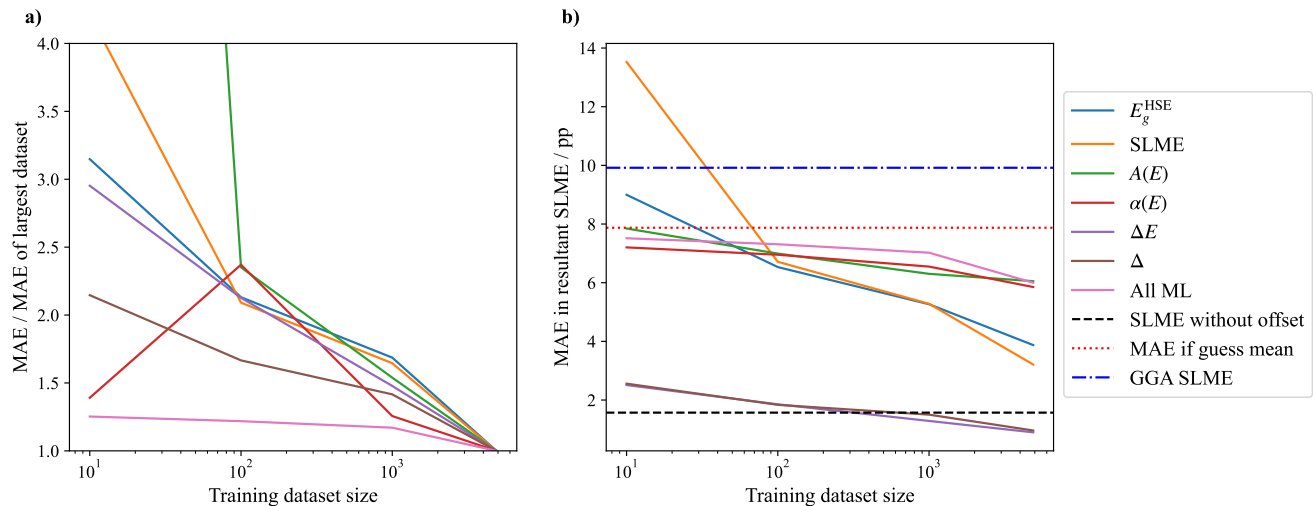 a)
MAE / MAE of largest dataset
4.0
3.5
3.0
2.5
2.0
1.5
1.0
10¹
10²
10³
Training dataset size
b)
MAE in resultant SLME / pp
14
12
10
8
6
4
2
10¹
10²
10³
Training dataset size
E_g^HSE
SLME
A(E)
α(E)
ΔE
Δ
All ML
SLME without offset
MAE if guess mean
GGA SLME